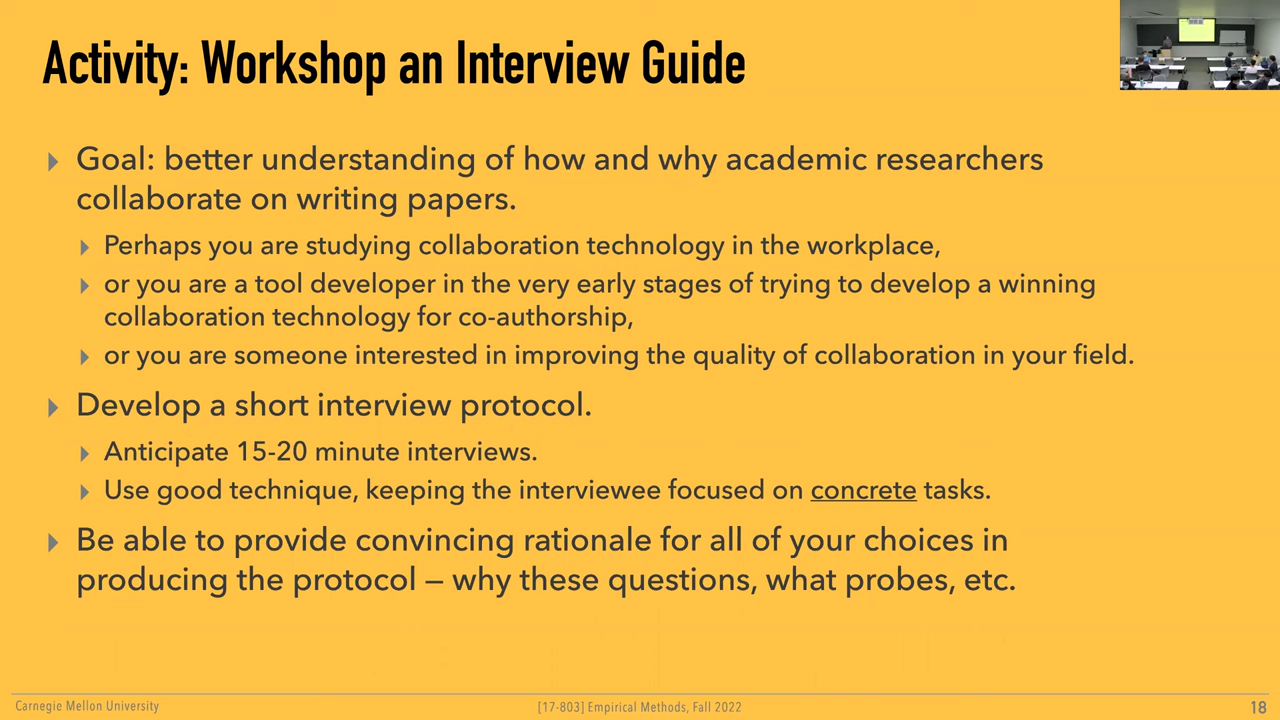 Activity: Workshop an Interview Guide
Goal: better understanding of how and why academic researchers
collaborate on writing papers.
Perhaps you are studying collaboration technology in the workplace,
or you are a tool developer in the very early stages of trying to develop a winning
collaboration technology for co-authorship,
or you are someone interested in improving the quality of collaboration in your field.
Develop a short interview protocol.
Anticipate 15-20 minute interviews.
Use good technique, keeping the interviewee focused on concrete tasks.
Be able to provide convincing rationale for all of your choices in
producing the protocol — why these questions, what probes, etc.
Carnegie Mellon University
[17-803] Empirical Methods, Fall 2022
18